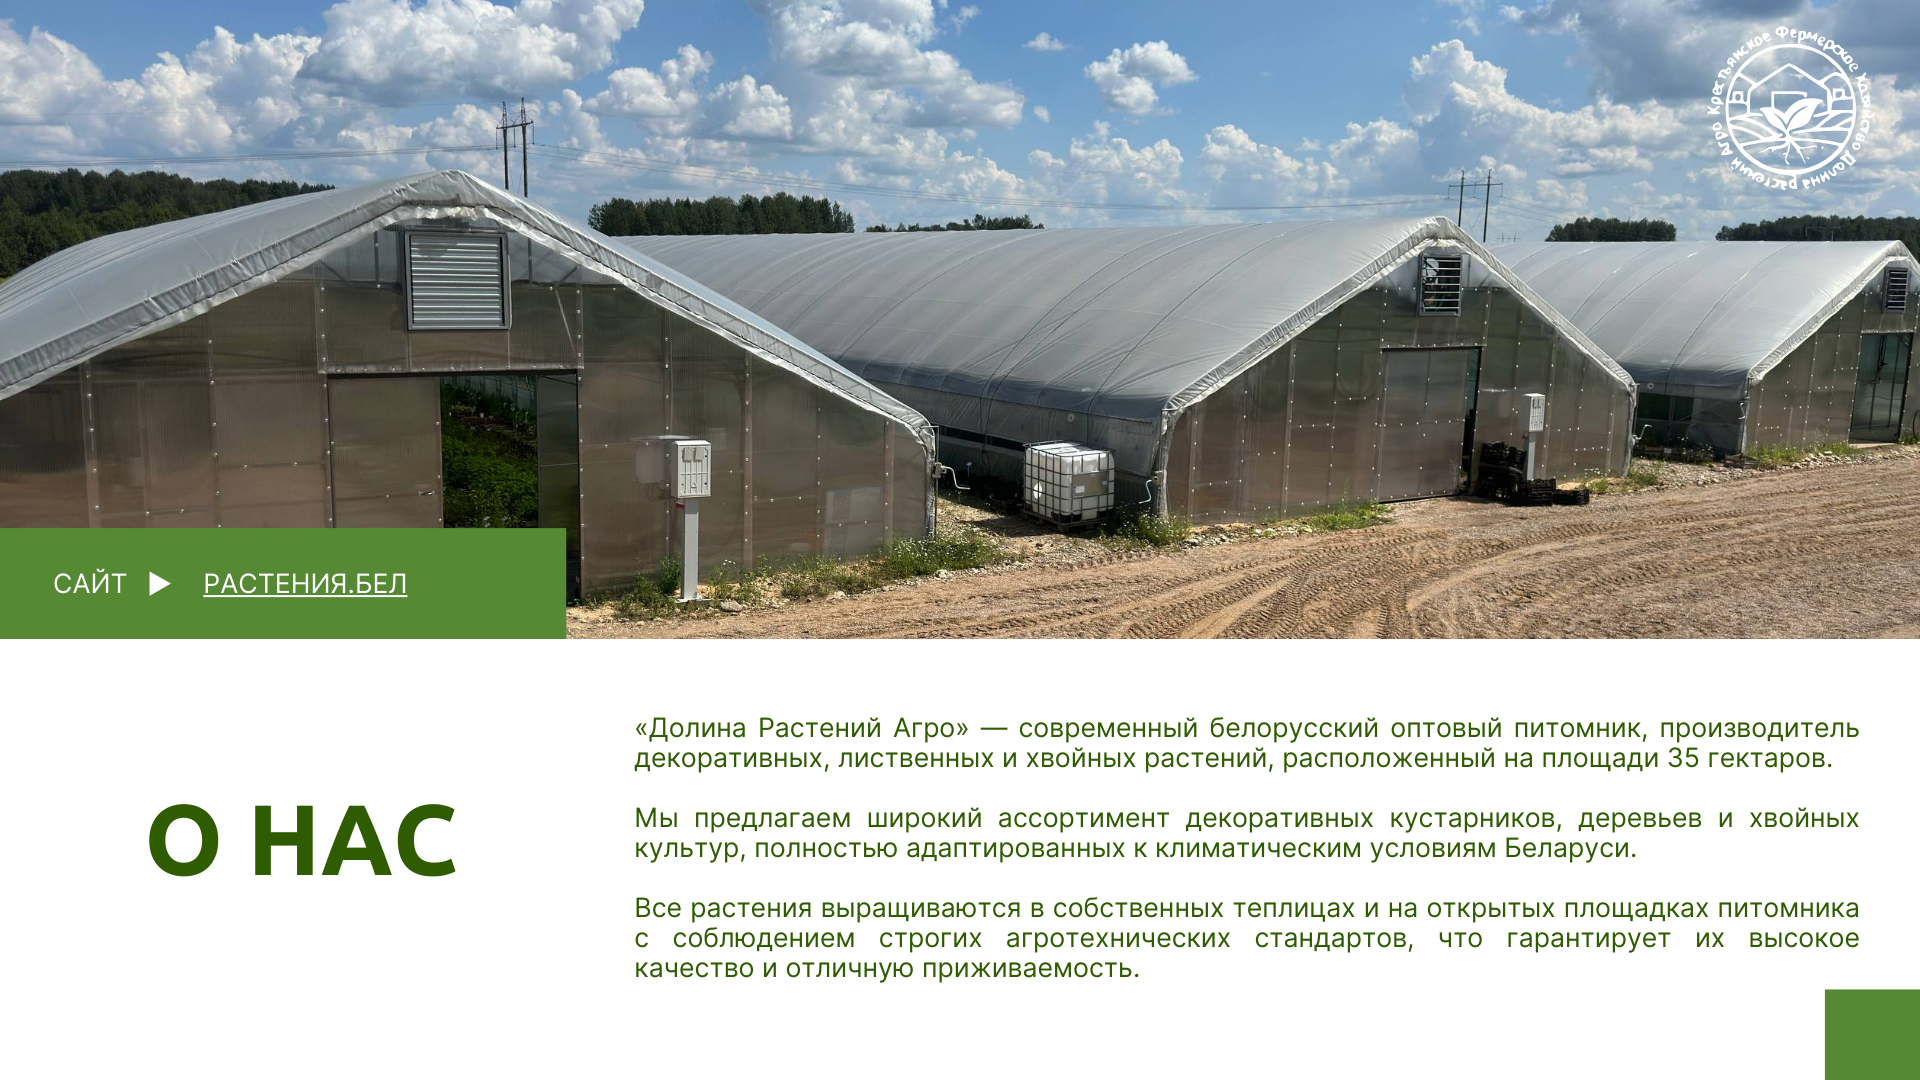 Крестьянское Фермерское Хозяйство Долина растений Агро
САЙТ ▶ РАСТЕНИЯ.БЕЛ
О НАС
«Долина Растений Агро» — современный белорусский оптовый питомник, производитель
декоративных, лиственных и хвойных растений, расположенный на площади 35 гектаров.
Мы предлагаем широкий ассортимент декоративных кустарников, деревьев и хвойных
культур, полностью адаптированных к климатическим условиям Беларуси.
Все растения выращиваются в собственных теплицах и на открытых площадках питомника
с соблюдением строгих агротехнических стандартов, что гарантирует их высокое
качество и отличную приживаемость.